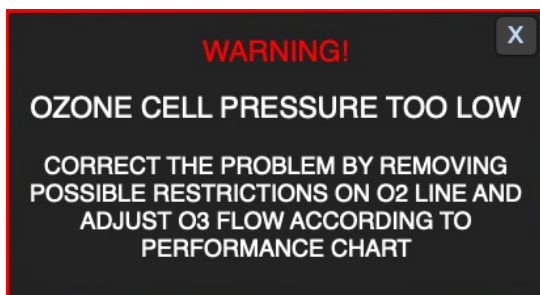 X
WARNING!
OZONE CELL PRESSURE TOO LOW
CORRECT THE PROBLEM BY REMOVING
POSSIBLE RESTRICTIONS ON O2 LINE AND
ADJUST O3 FLOW ACCORDING TO
PERFORMANCE CHART